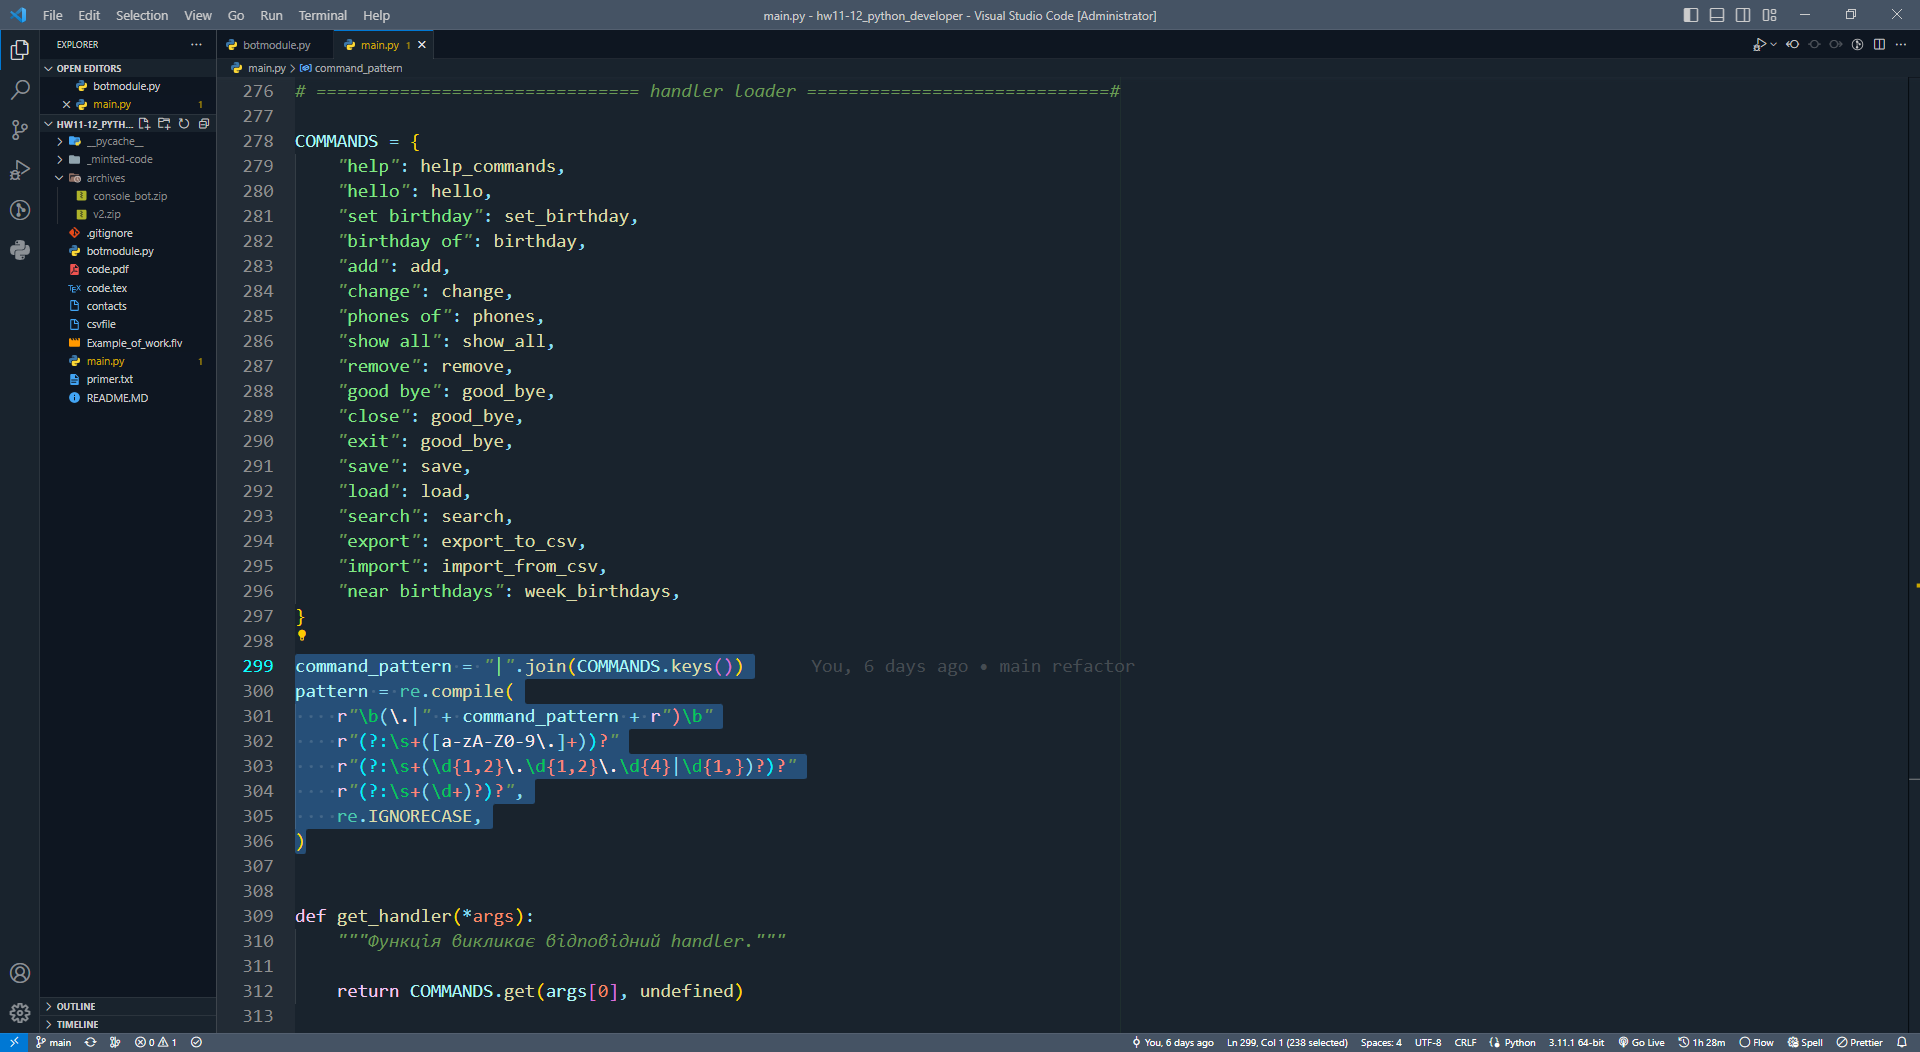 File Edit Selection View Go Run Terminal Help
main.py - hw11-12_python_developer - Visual Studio Code [Administrator]
EXPLORER
OPEN EDITORS
botmodule.py
main.py 1
HW11-12_PYTH...
__pycache__
_minted-code
archives
console_bot.zip
v2.zip
.gitignore
botmodule.py
code.pdf
code.tex
contacts
csvfile
Example_of_work.flv
main.py 1
primer.txt
README.MD
OUTLINE
TIMELINE
botmodule.py main.py 1
main.py > command_pattern
276 # =============================== handler loader =============================#
277
278 COMMANDS = {
279 "help": help_commands,
280 "hello": hello,
281 "set birthday": set_birthday,
282 "birthday of": birthday,
283 "add": add,
284 "change": change,
285 "phones of": phones,
286 "show all": show_all,
287 "remove": remove,
288 "good bye": good_bye,
289 "close": good_bye,
290 "exit": good_bye,
291 "save": save,
292 "load": load,
293 "search": search,
294 "export": export_to_csv,
295 "import": import_from_csv,
296 "near birthdays": week_birthdays,
297 }
298
299 command_pattern = "|".join(COMMANDS.keys()) You, 6 days ago • main refactor
300 pattern = re.compile(
301 r"\b(\.|" + command_pattern + r")\b"
302 r"(?:\s+([a-zA-Z0-9\.]+))?"
303 r"(?:\s+(\d{1,2}\.\d{1,2}\.\d{4}|\d{1,})?)?"
304 r"(?:\s+(\d+)?)?",
305 re.IGNORECASE,
306 )
307
308
309 def get_handler(*args):
310 """Функція викликає відповідний handler."""
311
312 return COMMANDS.get(args[0], undefined)
313
main 0 1 You, 6 days ago Ln 299, Col 1 (238 selected) Spaces: 4 UTF-8 CRLF Python 3.11.1 64-bit Go Live 1h 28m Flow Spell Prettier